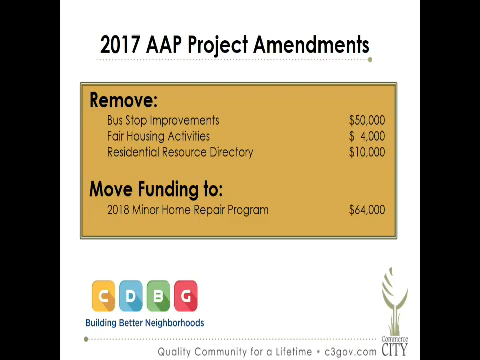 2017 AAP Project Amendments
Remove:
Bus Stop Improvements $50,000
Fair Housing Activities $ 4,000
Residential Resource Directory $10,000
Move Funding to:
2018 Minor Home Repair Program $64,000
C D B G
Building Better Neighborhoods
Commerce
CITY
Quality Community for a Lifetime • c3gov.com